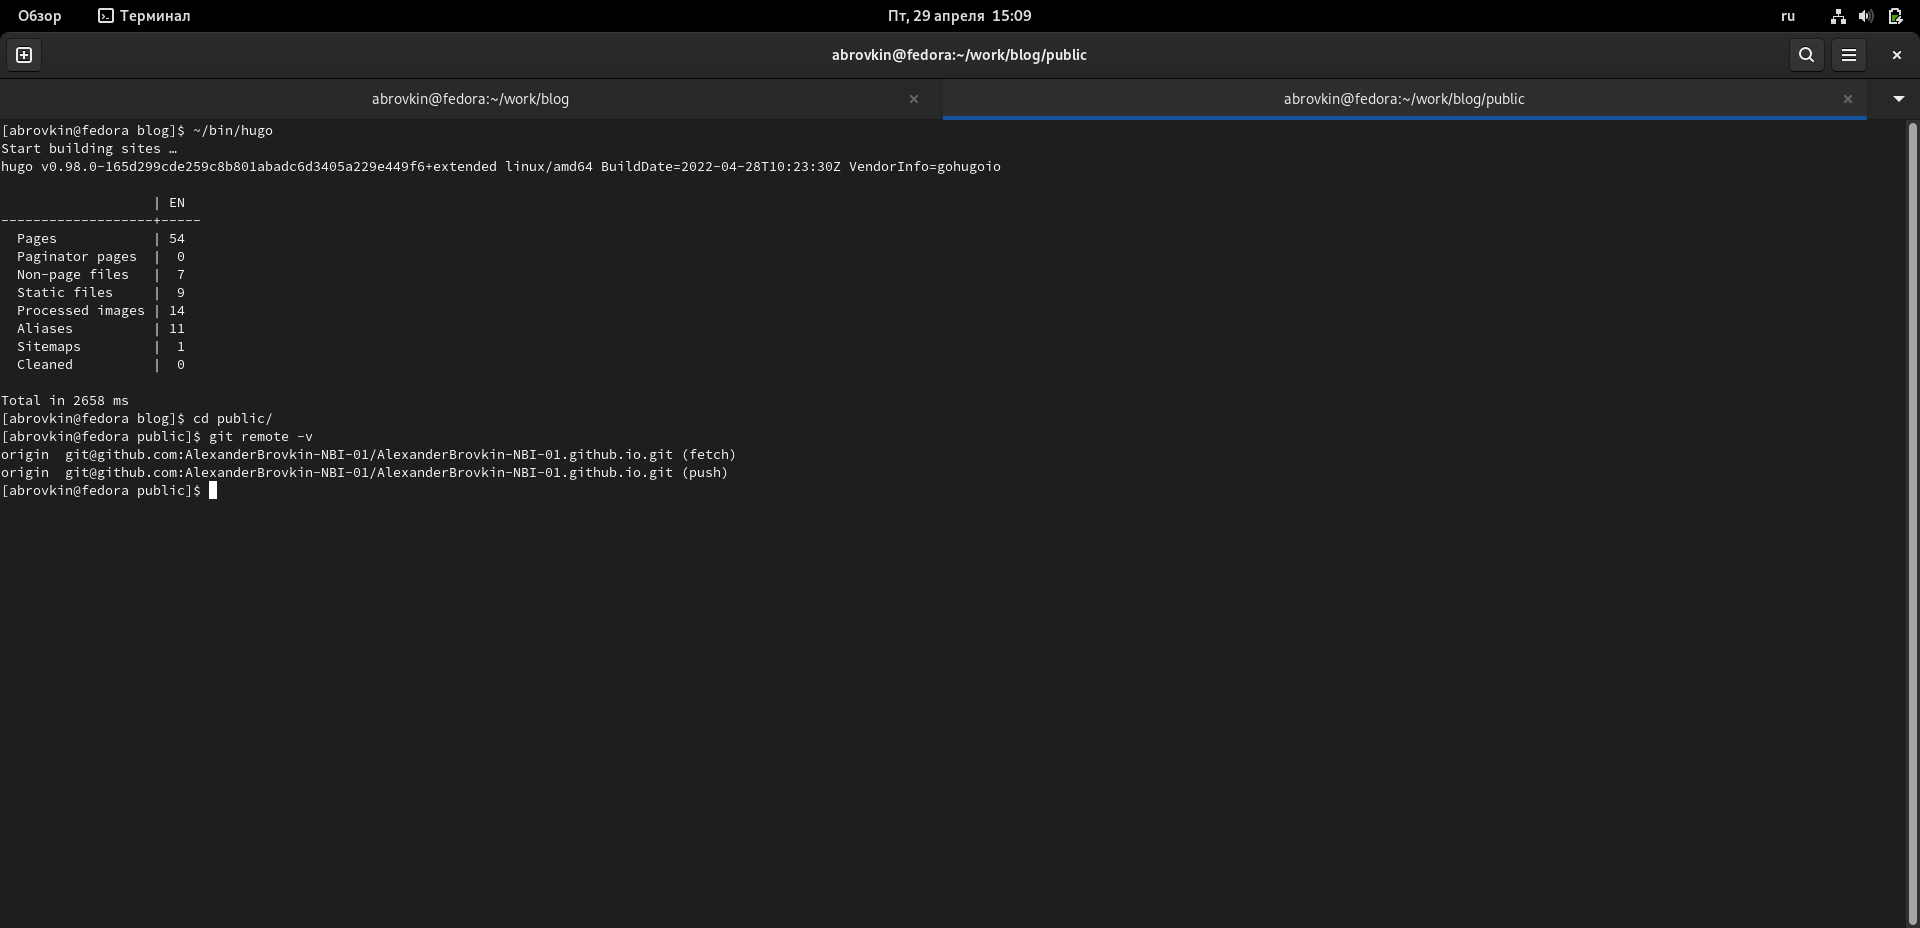 Обзор Терминал Пт, 29 апреля 15:09 ru
abrovkin@fedora:~/work/blog/public
abrovkin@fedora:~/work/blog abrovkin@fedora:~/work/blog/public
[abrovkin@fedora blog]$ ~/bin/hugo
Start building sites …
hugo v0.98.0-165d299cde259c8b801abadc6d3405a229e449f6+extended linux/amd64 BuildDate=2022-04-28T10:23:30Z VendorInfo=gohugoio
                   | EN
-------------------+-----
  Pages            | 54
  Paginator pages  |  0
  Non-page files   |  7
  Static files     |  9
  Processed images | 14
  Aliases          | 11
  Sitemaps         |  1
  Cleaned          |  0
Total in 2658 ms
[abrovkin@fedora blog]$ cd public/
[abrovkin@fedora public]$ git remote -v
origin  git@github.com:AlexanderBrovkin-NBI-01/AlexanderBrovkin-NBI-01.github.io.git (fetch)
origin  git@github.com:AlexanderBrovkin-NBI-01/AlexanderBrovkin-NBI-01.github.io.git (push)
[abrovkin@fedora public]$